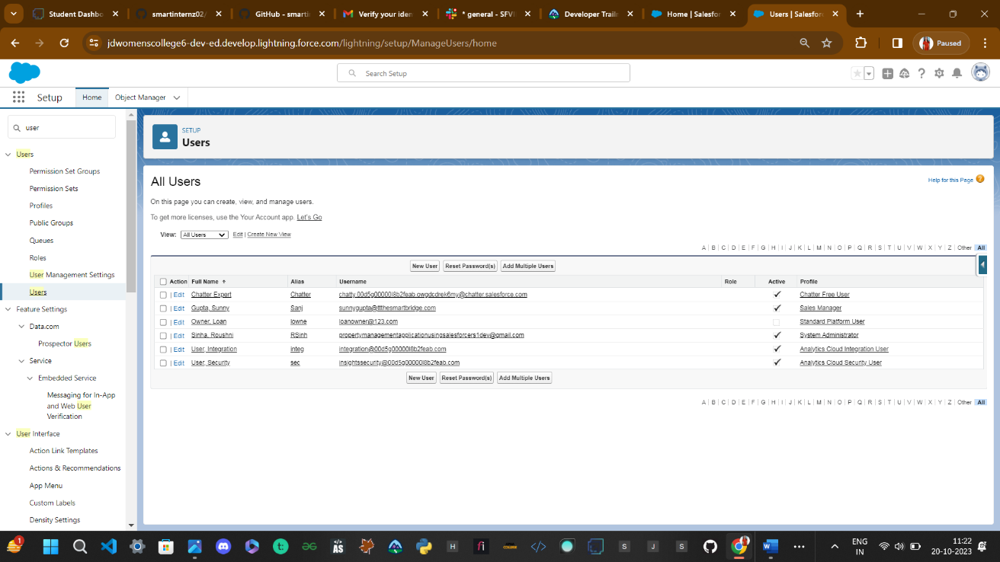 Student Dashbo
smartinternz02/
GitHub - smarti
Verify your iden
* general - SFVI
Developer Trailm
Home | Salesfor
Users | Salesfor
jdwomenscollege6-dev-ed.develop.lightning.force.com/lightning/setup/ManageUsers/home
Paused
Search Setup
Setup
Home
Object Manager
user
Users
Permission Set Groups
Permission Sets
Profiles
Public Groups
Queues
Roles
User Management Settings
Users
Feature Settings
Data.com
Prospector Users
Service
Embedded Service
Messaging for In-App
and Web User
Verification
User Interface
Action Link Templates
Actions & Recommendations
App Menu
Custom Labels
Density Settings
SETUP
Users
All Users
Help for this Page
On this page you can create, view, and manage users.
To get more licenses, use the Your Account app. Let's Go
View: All Users Edit | Create New View
A | B | C | D | E | F | G | H | I | J | K | L | M | N | O | P | Q | R | S | T | U | V | W | X | Y | Z | Other | All
New User Reset Password(s) Add Multiple Users
Action Full Name Alias Username Role Active Profile
| Edit Chatter Expert Chatter chatty.00d5g00000l8b2feab.owgdcdrek6my@chatter.salesforce.com Chatter Free User
| Edit Gupta, Sunny Sanj sunnygupta@ttthesmartbridge.com Sales Manager
| Edit Owner, Loan lowne loanowner@123.com Standard Platform User
| Edit Sinha, Roushni RSinh propertymanagementapplicationusingsalesforcers1dev@gmail.com System Administrator
| Edit User, Integration integ integration@00d5g00000l8b2feab.com Analytics Cloud Integration User
| Edit User, Security sec insightssecurity@00d5g00000l8b2feab.com Analytics Cloud Security User
New User Reset Password(s) Add Multiple Users
A | B | C | D | E | F | G | H | I | J | K | L | M | N | O | P | Q | R | S | T | U | V | W | X | Y | Z | Other | All
1
AS
H
fi
COLLEGE
S
J
S
ENG
IN
11:22
20-10-2023